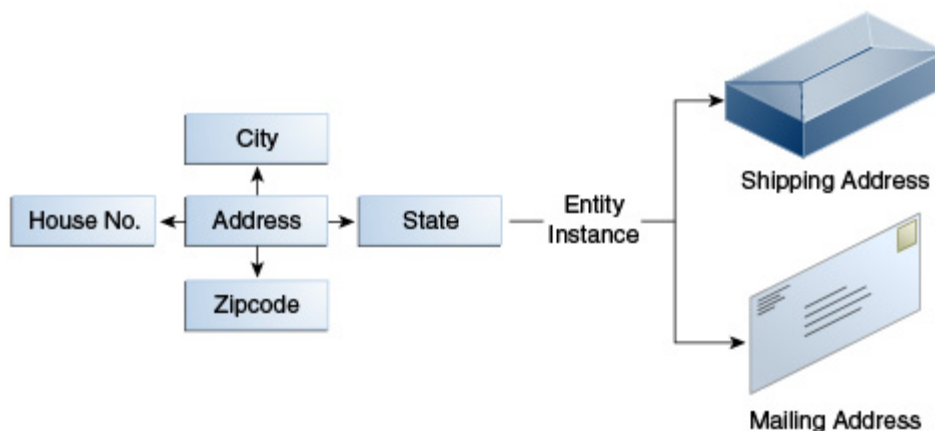 City
House No.
Address
State
Entity
Instance
Zipcode
Shipping Address
Mailing Address